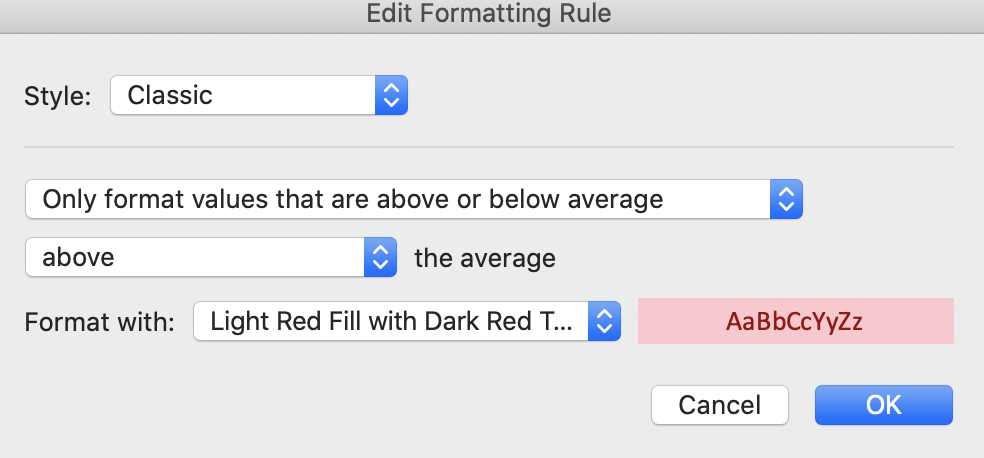 Edit Formatting Rule
Style: Classic
Only format values that are above or below average
above the average
Format with: Light Red Fill with Dark Red T... AaBbCcYyZz
Cancel OK